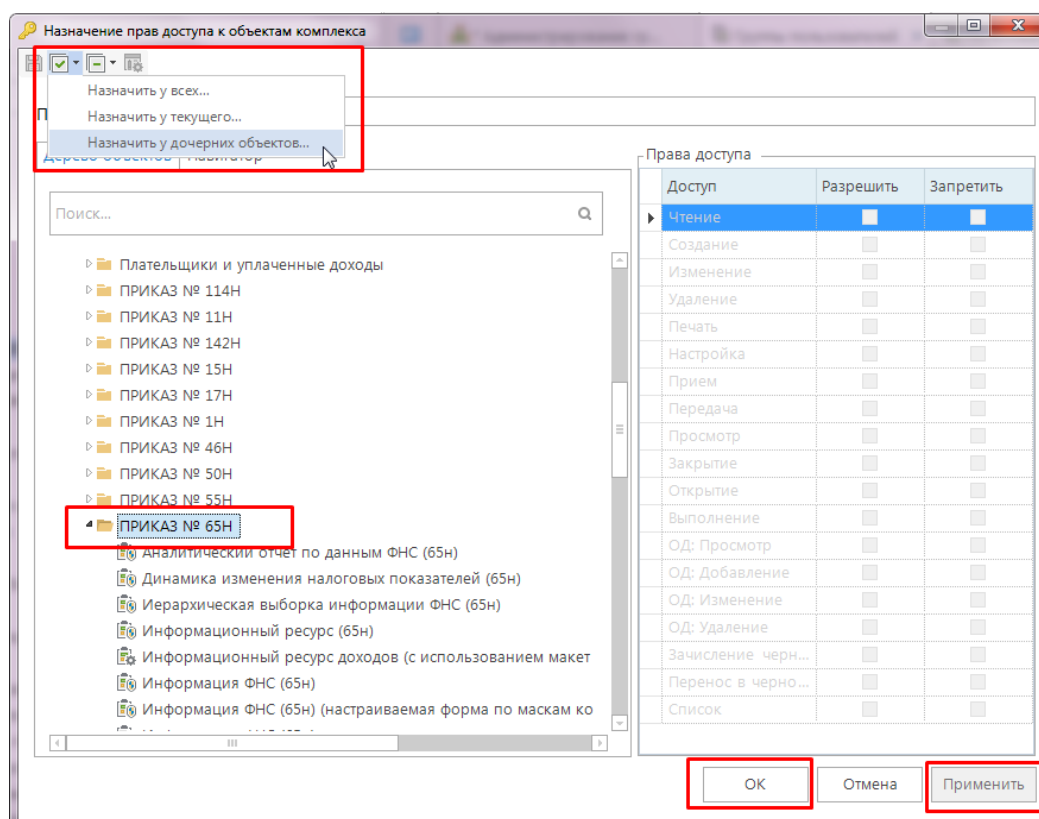 Назначение прав доступа к объектам комплекса
Назначить у всех...
Назначить у текущего...
Назначить у дочерних объектов...
Поиск...
Плательщики и уплаченные доходы
ПРИКАЗ № 114Н
ПРИКАЗ № 11Н
ПРИКАЗ № 142Н
ПРИКАЗ № 15Н
ПРИКАЗ № 17Н
ПРИКАЗ № 1Н
ПРИКАЗ № 46Н
ПРИКАЗ № 50Н
ПРИКАЗ № 55Н
ПРИКАЗ № 65Н
Аналитический отчет по данным ФНС (65н)
Динамика изменения налоговых показателей (65н)
Иерархическая выборка информации ФНС (65н)
Информационный ресурс (65н)
Информационный ресурс доходов (с использованием макет
Информация ФНС (65н)
Информация ФНС (65н) (настраиваемая форма по маскам ко
Права доступа
Доступ Разрешить Запретить
Чтение
Создание
Изменение
Удаление
Печать
Настройка
Прием
Передача
Просмотр
Закрытие
Открытие
Выполнение
ОД: Просмотр
ОД: Добавление
ОД: Изменение
ОД: Удаление
Зачисление черн...
Перенос в черно...
Список
ОК Отмена Применить